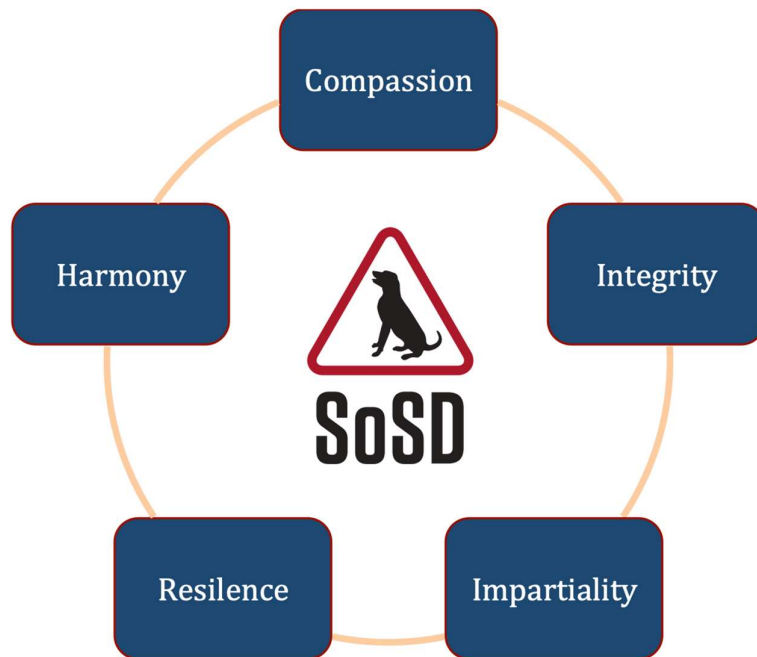 Compassion
Harmony
Integrity
SoSD
Resilence
Impartiality